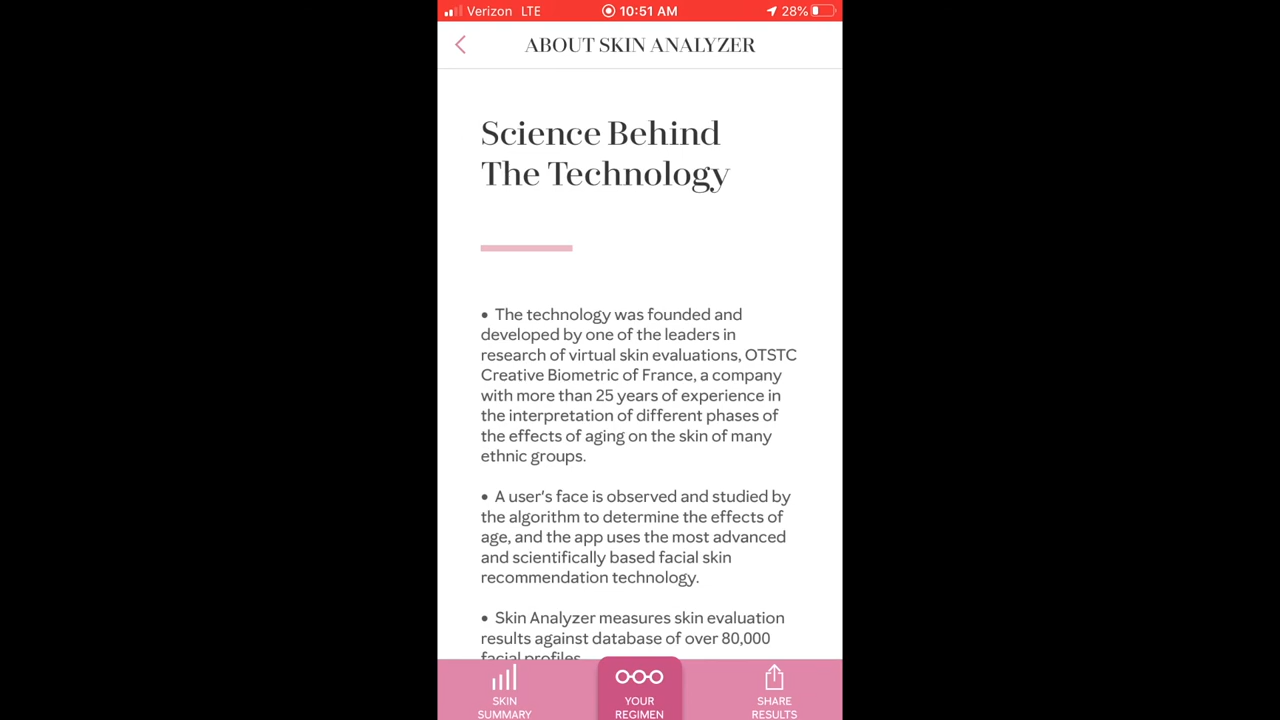 Verizon LTE 10:51 AM 28%
ABOUT SKIN ANALYZER
Science Behind
The Technology
• The technology was founded and
developed by one of the leaders in
research of virtual skin evaluations, OTSTC
Creative Biometric of France, a company
with more than 25 years of experience in
the interpretation of different phases of
the effects of aging on the skin of many
ethnic groups.
• A user's face is observed and studied by
the algorithm to determine the effects of
age, and the app uses the most advanced
and scientifically based facial skin
recommendation technology.
• Skin Analyzer measures skin evaluation
results against database of over 80,000
facial profiles.
SKIN
SUMMARY
YOUR
REGIMEN
SHARE
RESULTS